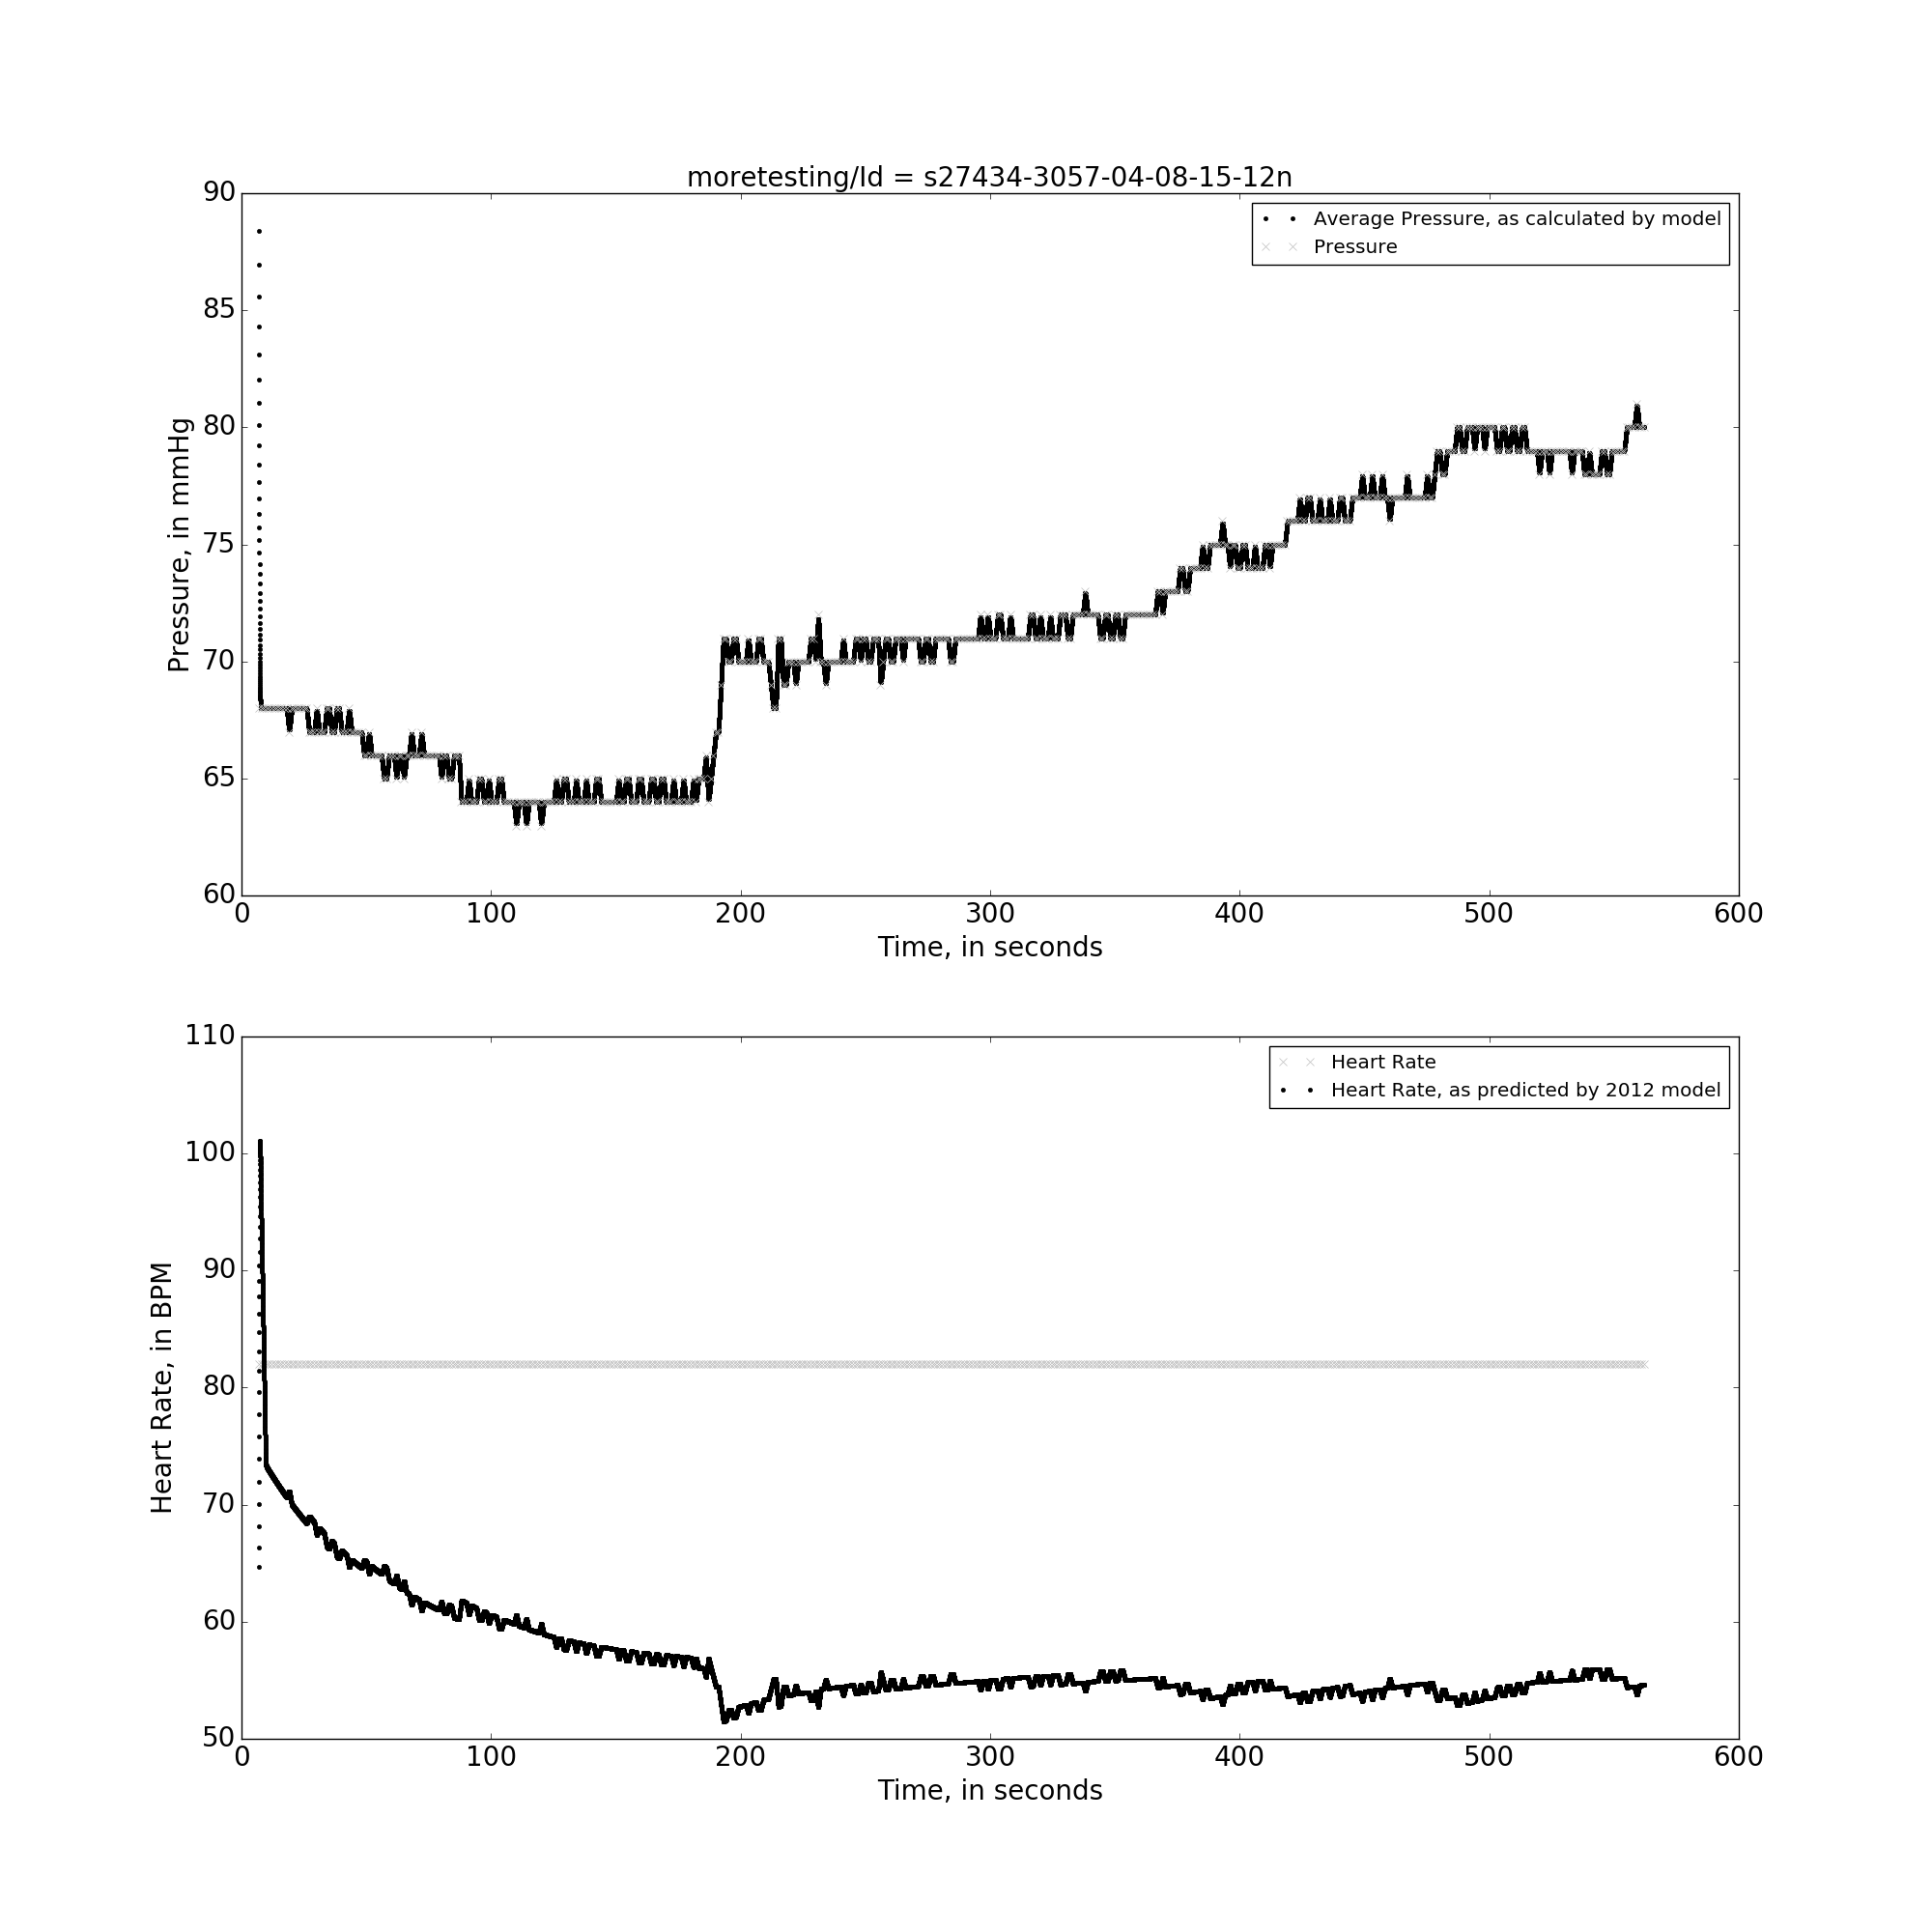 moretesting/Id = s27434-3057-04-08-15-12n
90
85
80
75
70
65
60
Pressure, in mmHg
Average Pressure, as calculated by model
Pressure
0 100 200 300 400 500 600
Time, in seconds
110
100
90
80
70
60
50
Heart Rate, in BPM
Heart Rate
Heart Rate, as predicted by 2012 model
0 100 200 300 400 500 600
Time, in seconds